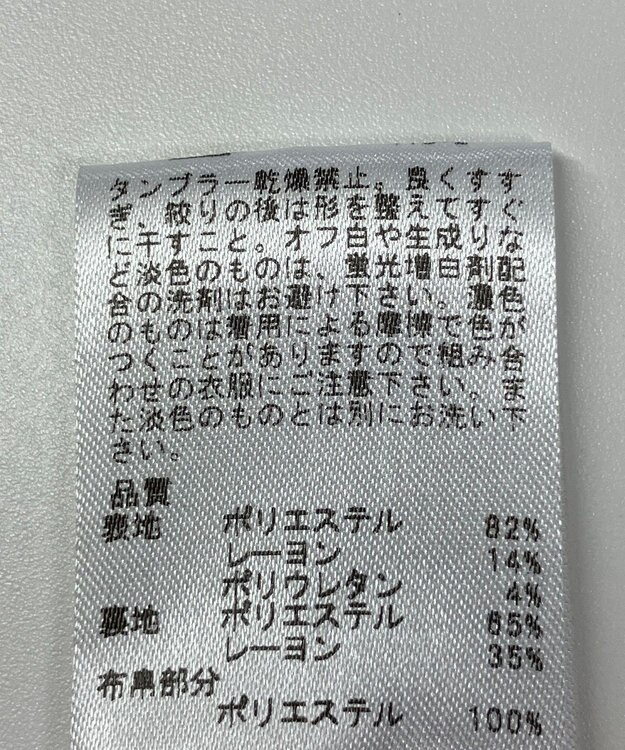 タンブラー乾燥禁止。良くすす
ぎ、絞りの後は形を整えてすぐ
に干すこと。オフ白や生成りな
ど淡色のものは、蛍光増白剤配
合の洗剤はお避け下さい。濃色
のものは着用による摩擦で色が
つくことがありますので組み合
わせの衣服にご注意下さい。ま
た淡色のものとは別にお洗い下
さい。
品質
表地 ポリエステル 82%
レーヨン 14%
ポリウレタン 4%
裏地 ポリエステル 65%
レーヨン 35%
布帛部分
ポリエステル 100%